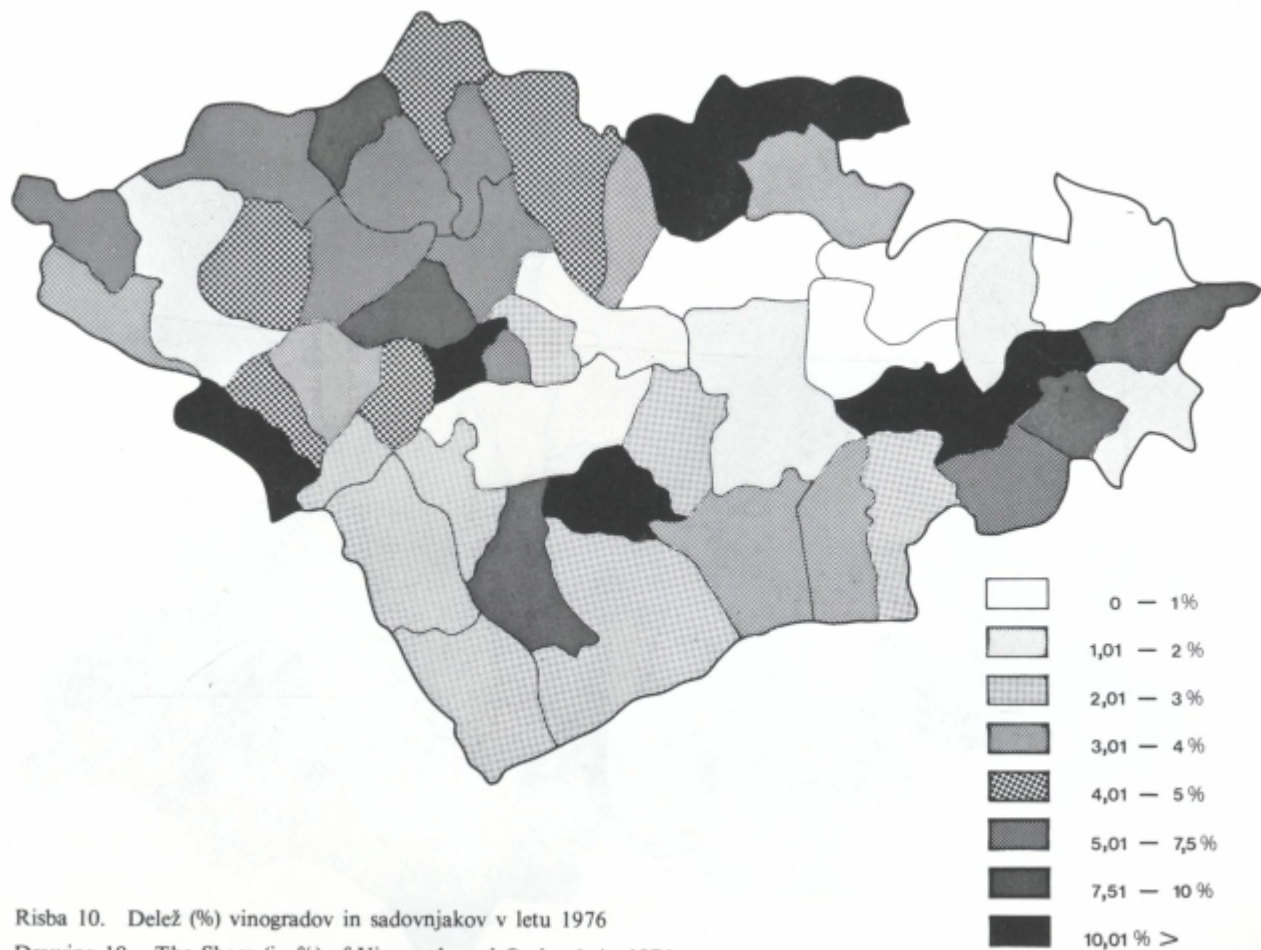 0 — 1%
1,01 — 2 %
2,01 — 3 %
3,01 — 4 %
4,01 — 5 %
5,01 — 7,5 %
7,51 — 10 %
10,01 % >
Risba 10. Delež (%) vinogradov in sadovnjakov v letu 1976